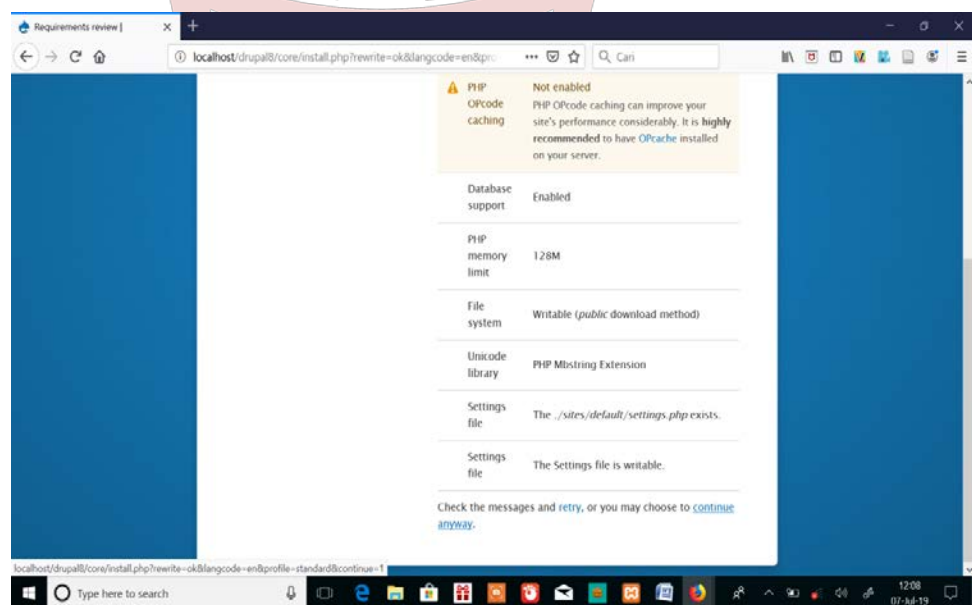 Requirements review |
localhost/drupal8/core/install.php?rewrite=ok&langcode=en&pro
Cari
PHP OPcode caching
Not enabled
PHP OPcode caching can improve your
site's performance considerably. It is highly
recommended to have OPcache installed
on your server.
Database support
Enabled
PHP memory limit
128M
File system
Writable (public download method)
Unicode library
PHP Mbstring Extension
Settings file
The ./sites/default/settings.php exists.
Settings file
The Settings file is writable.
Check the messages and retry, or you may choose to continue
anyway.
localhost/drupal8/core/install.php?rewrite=ok&langcode=en&profile=standard&continue=1
Type here to search
12:08
07-Jul-19